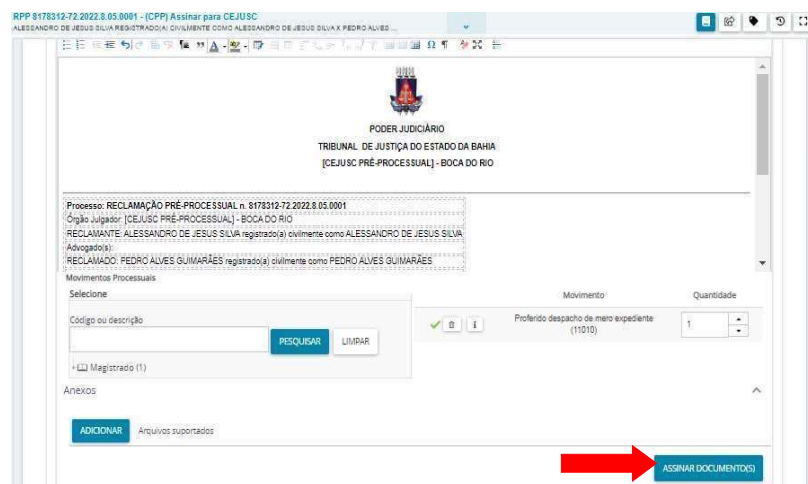 RPP 8178312-72.2022.8.05.0001 - (CPP) Assinar para CEJUSC
ALESSANDRO DE JESUS SILVA REGISTRADO(A) CIVILMENTE COMO ALESSANDRO DE JESUS SILVA X PEDRO ALVES ...
PODER JUDICIÁRIO
TRIBUNAL DE JUSTIÇA DO ESTADO DA BAHIA
[CEJUSC PRÉ-PROCESSUAL] - BOCA DO RIO
Processo: RECLAMAÇÃO PRÉ-PROCESSUAL n. 8178312-72.2022.8.05.0001
Órgão Julgador: [CEJUSC PRÉ-PROCESSUAL] - BOCA DO RIO
RECLAMANTE: ALESSANDRO DE JESUS SILVA registrado(a) civilmente como ALESSANDRO DE JESUS SILVA
Advogado(s):
RECLAMADO: PEDRO ALVES GUIMARÃES registrado(a) civilmente como PEDRO ALVES GUIMARÃES
Movimentos Processuais
Selecione
Movimento Quantidade
Código ou descrição
Proferido despacho de mero expediente
(11010)
1
PESQUISAR LIMPAR
Magistrado (1)
Anexos
ADICIONAR Arquivos suportados
ASSINAR DOCUMENTO(S)